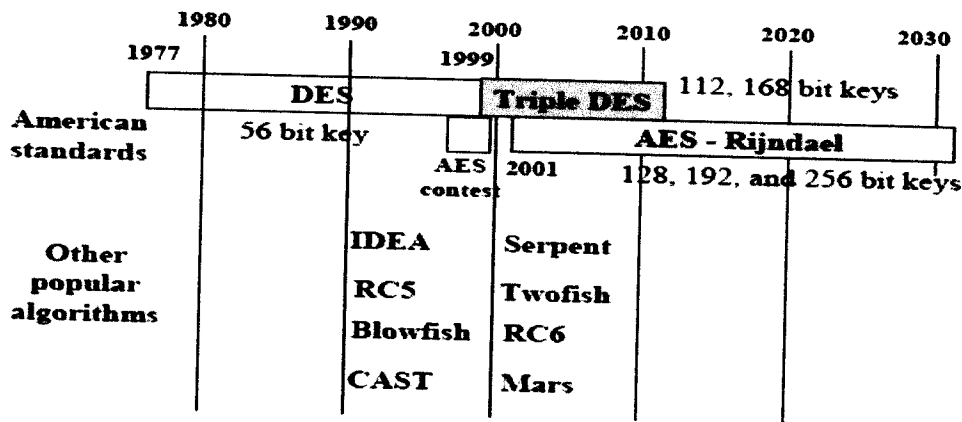 1980 1990 2000 2010 2020 2030
1977 1999
DES Triple DES 112, 168 bit keys
American
standards
56 bit key AES - Rijndael
AES
contest
2001
128, 192, and 256 bit keys
Other
popular
algorithms
IDEA Serpent
RC5 Twofish
Blowfish RC6
CAST Mars